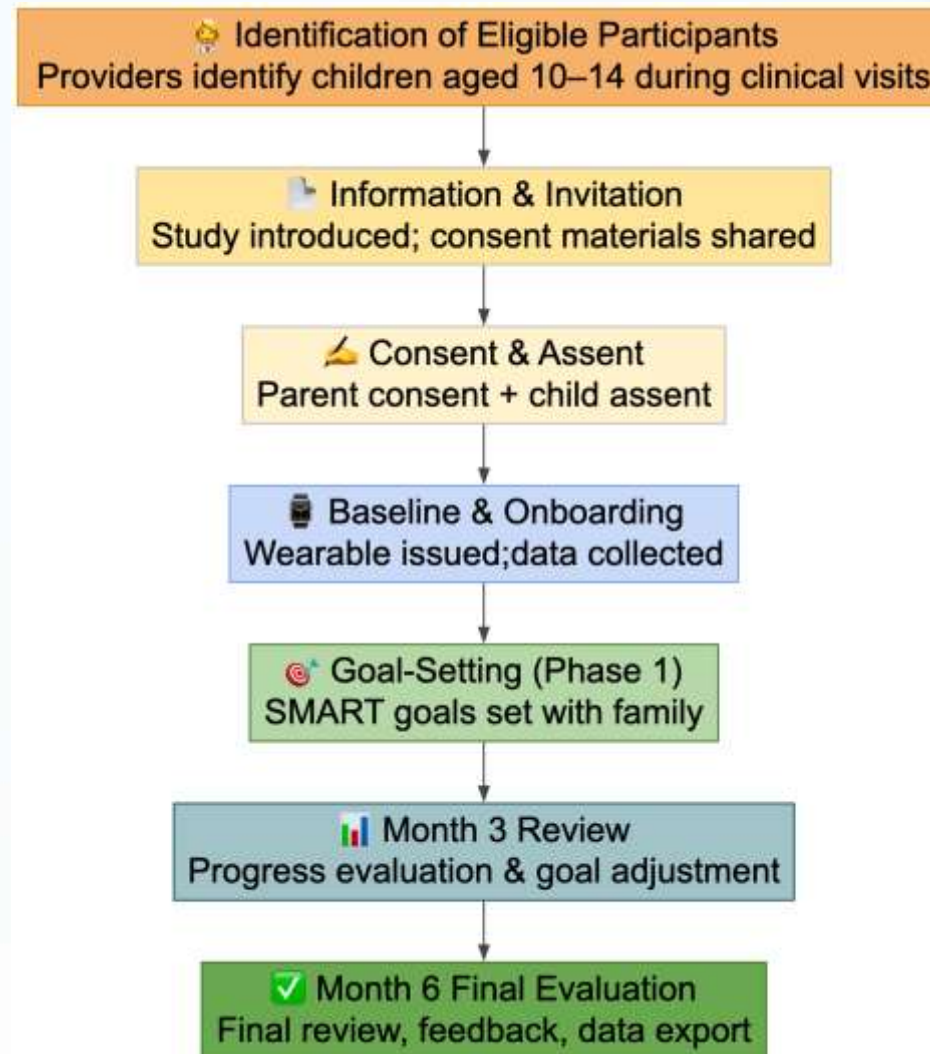 Identification of Eligible Participants
Providers identify children aged 10–14 during clinical visits
Information & Invitation
Study introduced; consent materials shared
Consent & Assent
Parent consent + child assent
Baseline & Onboarding
Wearable issued;data collected
Goal-Setting (Phase 1)
SMART goals set with family
Month 3 Review
Progress evaluation & goal adjustment
Month 6 Final Evaluation
Final review, feedback, data export